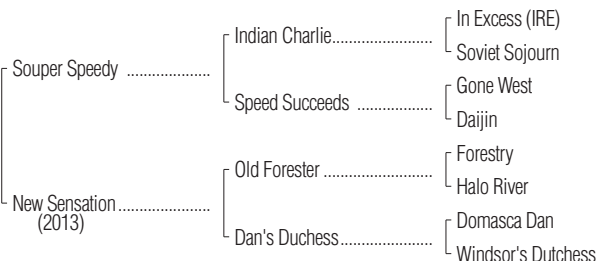 In Excess (IRE)
Indian Charlie........................
Soviet Sojourn
Souper Speedy ....................
Gone West
Speed Succeeds ..................
Daijin
Forestry
Old Forester ..........................
Halo River
New Sensation......................
(2013)
Domasca Dan
Dan's Duchess......................
Windsor's Dutchess